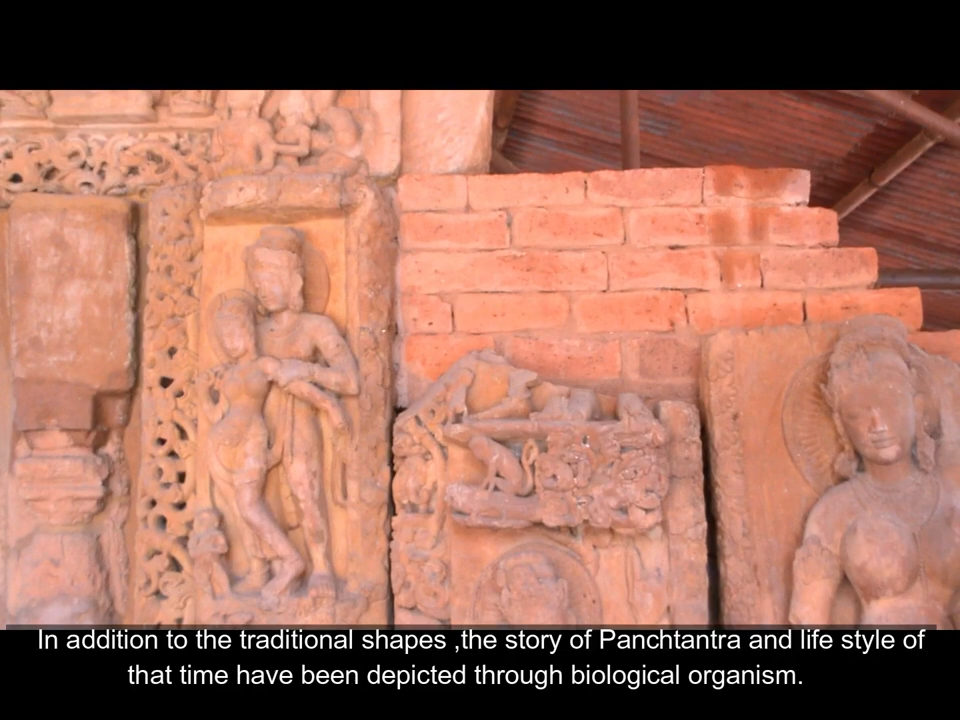 In addition to the traditional shapes ,the story of Panchtantra and life style of
that time have been depicted through biological organism.